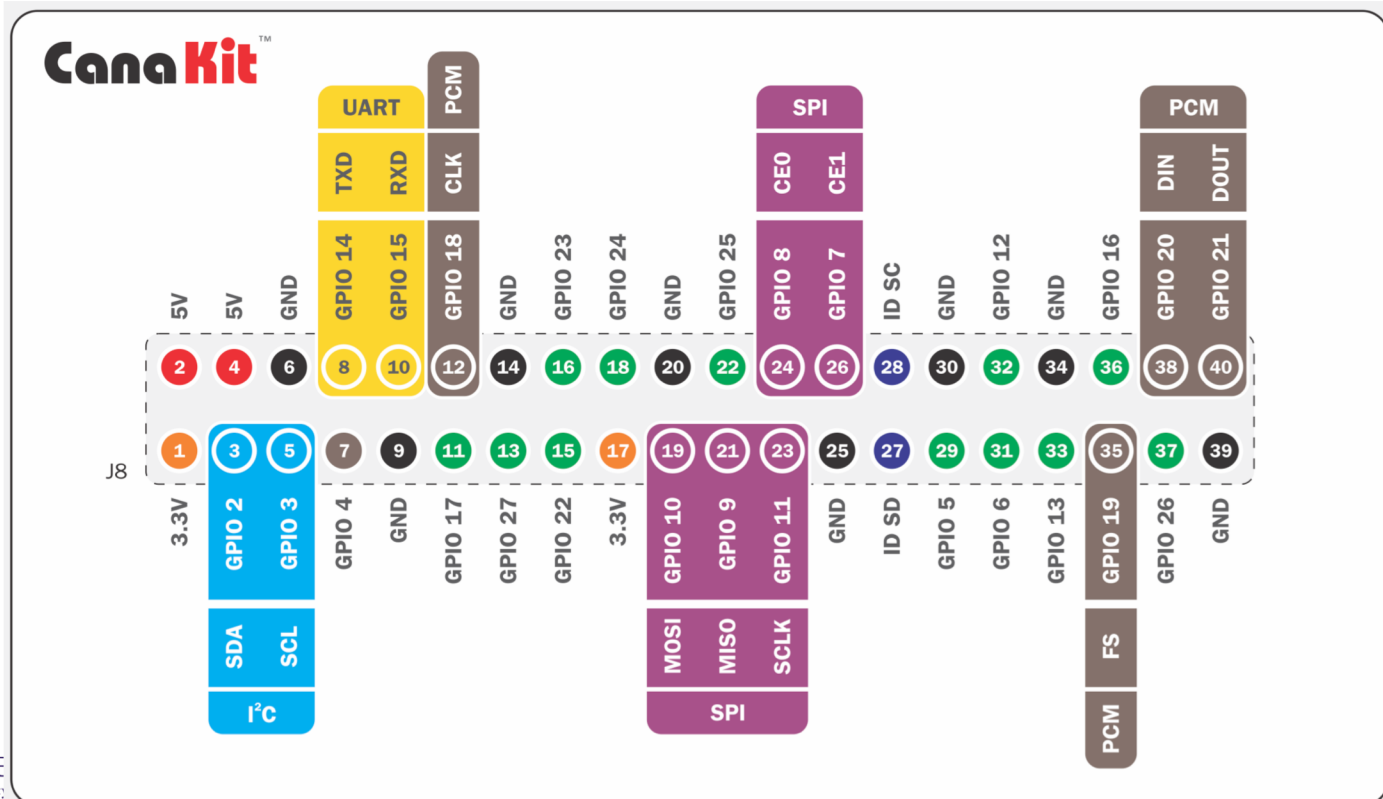 CanaKit™
PCM
UART
SPI
PCM
TXD
RXD
CLK
CE0
CE1
DIN
DOUT
5V
5V
GND
GPIO 14
GPIO 15
GPIO 18
GND
GPIO 23
GPIO 24
GND
GPIO 25
GPIO 8
GPIO 7
ID SC
GND
GPIO 12
GND
GPIO 16
GPIO 20
GPIO 21
2 4 6 8 10 12 14 16 18 20 22 24 26 28 30 32 34 36 38 40
1 3 5 7 9 11 13 15 17 19 21 23 25 27 29 31 33 35 37 39
J8
3.3V
GPIO 2
GPIO 3
GPIO 4
GND
GPIO 17
GPIO 27
GPIO 22
3.3V
GPIO 10
GPIO 9
GPIO 11
GND
ID SD
GPIO 5
GPIO 6
GPIO 13
GPIO 19
GPIO 26
GND
SDA
SCL
MOSI
MISO
SCLK
FS
I²C
SPI
PCM